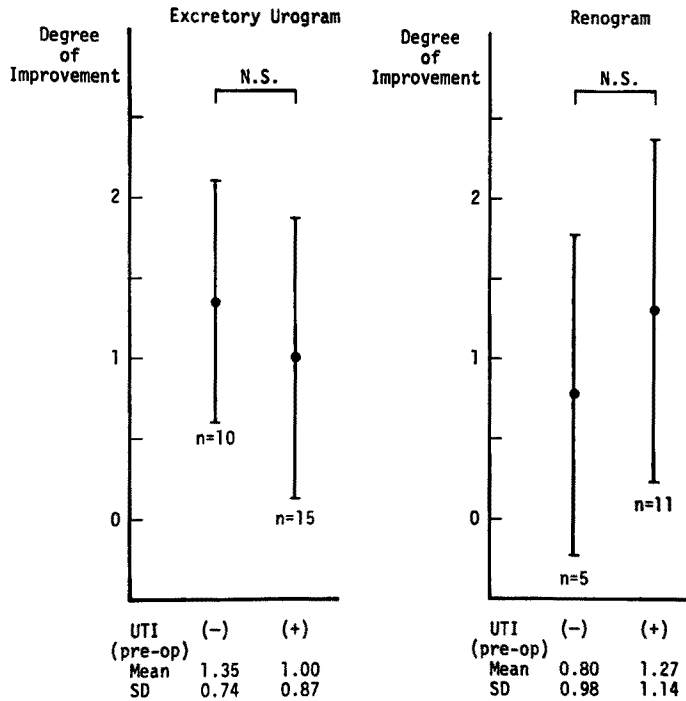 Excretory Urogram
Degree
of
Improvement
N.S.
2
1
0
n=10
n=15
UTI (−) (+)
(pre-op)
Mean 1.35 1.00
SD 0.74 0.87
Renogram
Degree
of
Improvement
N.S.
2
1
0
n=5
n=11
UTI (−) (+)
(pre-op)
Mean 0.80 1.27
SD 0.98 1.14